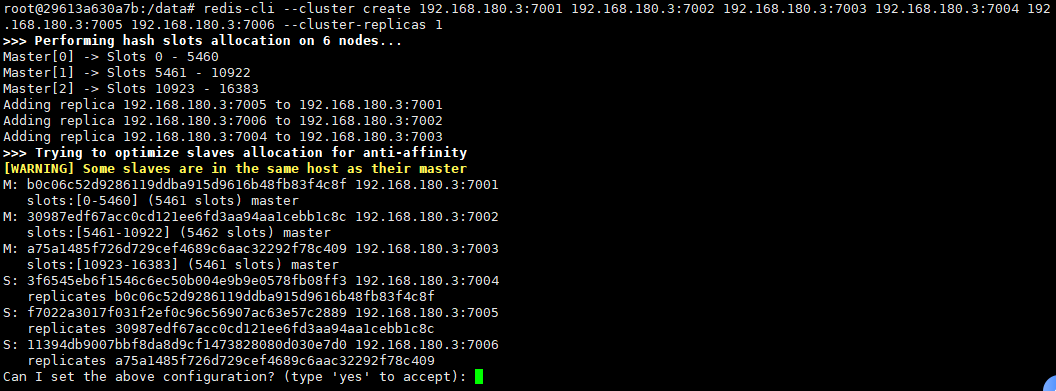 root@29613a630a7b:/data# redis-cli --cluster create 192.168.180.3:7001 192.168.180.3:7002 192.168.180.3:7003 192.168.180.3:7004 192
.168.180.3:7005 192.168.180.3:7006 --cluster-replicas 1
>>> Performing hash slots allocation on 6 nodes...
Master[0] -> Slots 0 - 5460
Master[1] -> Slots 5461 - 10922
Master[2] -> Slots 10923 - 16383
Adding replica 192.168.180.3:7005 to 192.168.180.3:7001
Adding replica 192.168.180.3:7006 to 192.168.180.3:7002
Adding replica 192.168.180.3:7004 to 192.168.180.3:7003
>>> Trying to optimize slaves allocation for anti-affinity
[WARNING] Some slaves are in the same host as their master
M: b0c06c52d9286119ddba915d9616b48fb83f4c8f 192.168.180.3:7001
   slots:[0-5460] (5461 slots) master
M: 30987edf67acc0cd121ee6fd3aa94aa1cebb1c8c 192.168.180.3:7002
   slots:[5461-10922] (5462 slots) master
M: a75a1485f726d729cef4689c6aac32292f78c409 192.168.180.3:7003
   slots:[10923-16383] (5461 slots) master
S: 3f6545eb6f1546c6ec50b004e9b9e0578fb08ff3 192.168.180.3:7004
   replicates b0c06c52d9286119ddba915d9616b48fb83f4c8f
S: f7022a3017f031f2ef0c96c56907ac63e57c2889 192.168.180.3:7005
   replicates 30987edf67acc0cd121ee6fd3aa94aa1cebb1c8c
S: 11394db9007bbf8da8d9cf1473828080d030e7d0 192.168.180.3:7006
   replicates a75a1485f726d729cef4689c6aac32292f78c409
Can I set the above configuration? (type 'yes' to accept):